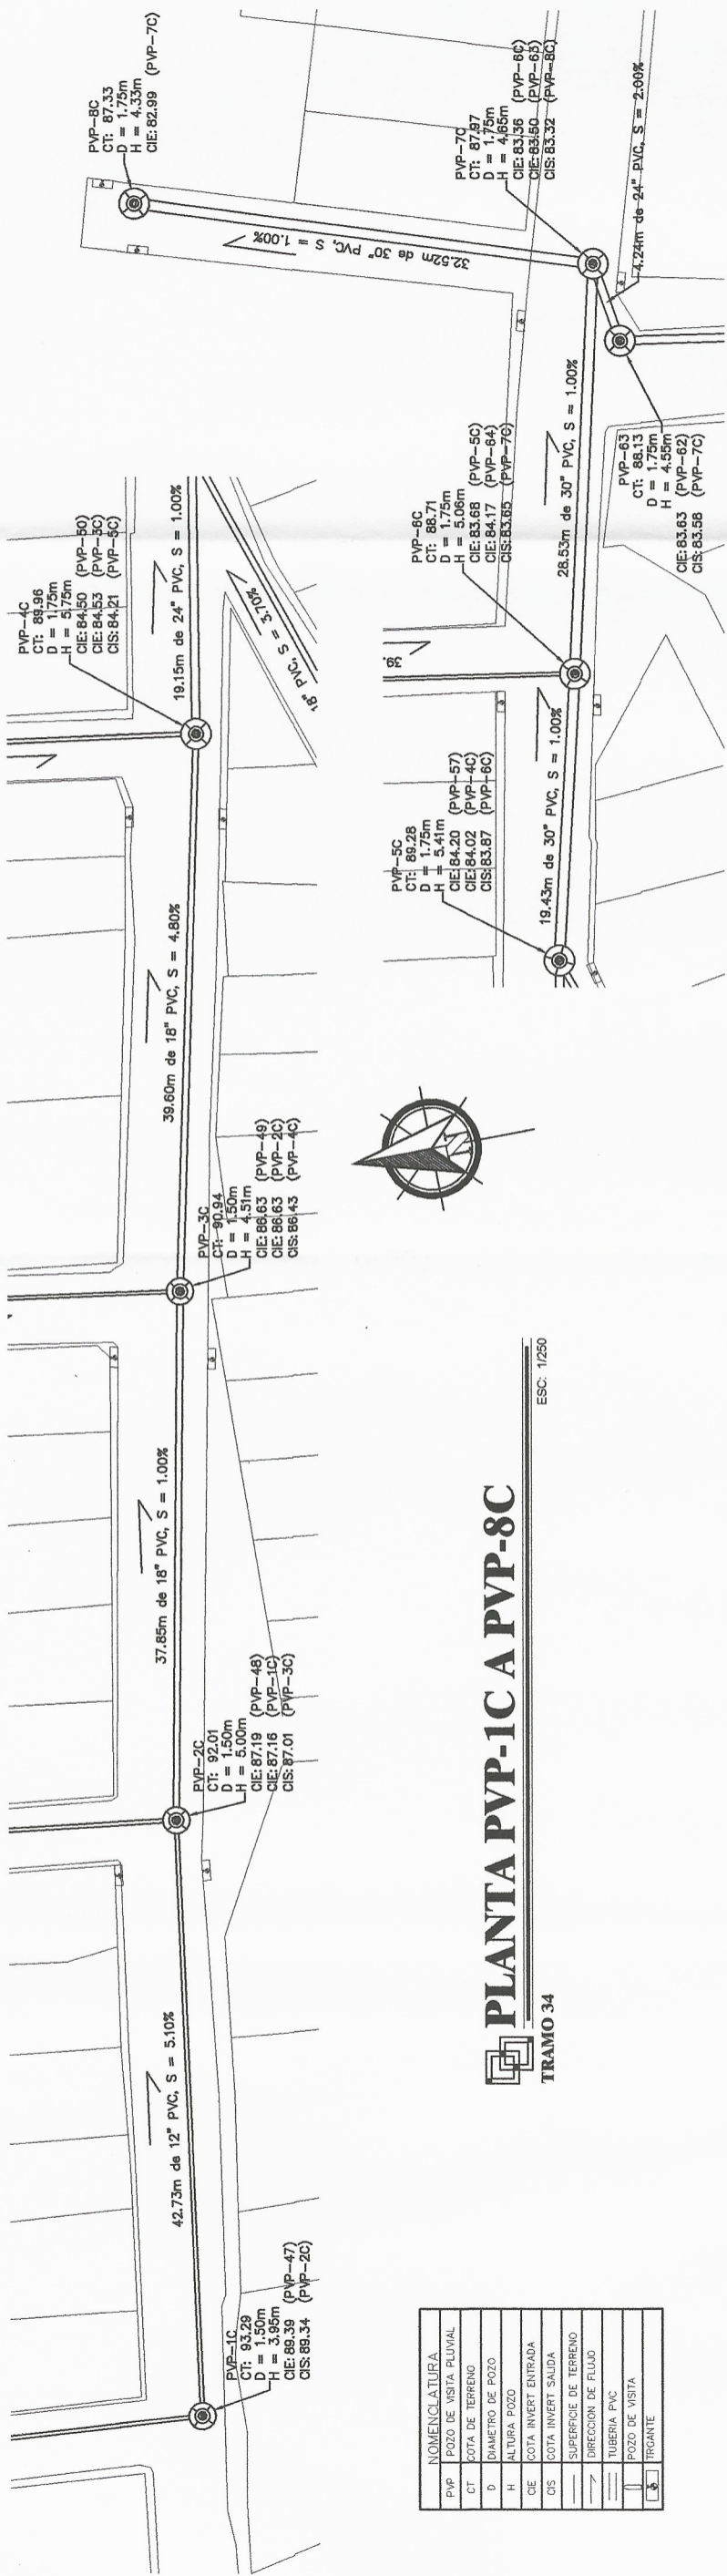 PVP-1C
CT: 93.29
D = 1.50m
H = 3.95m
CIE: 89.39 (PVP-47)
CIS: 89.34 (PVP-2C)
42.73m de 12" PVC, S = 5.10%
PVP-2C
CT: 92.01
D = 1.50m
H = 5.00m
CIE: 87.19 (PVP-48)
CIE: 87.16 (PVP-1C)
CIS: 87.01 (PVP-3C)
37.85m de 18" PVC, S = 1.00%
PVP-3C
CT: 90.94
D = 1.50m
H = 4.51m
CIE: 86.63 (PVP-49)
CIE: 86.63 (PVP-2C)
CIS: 86.43 (PVP-4C)
39.60m de 18" PVC, S = 4.80%
PVP-4C
CT: 89.96
D = 1.75m
H = 5.75m
CIE: 84.50 (PVP-50)
CIE: 84.53 (PVP-3C)
CIS: 84.21 (PVP-5C)
19.15m de 24" PVC, S = 1.00%
18" PVC, S = 3.70%
PVP-5C
CT: 89.28
D = 1.75m
H = 5.41m
CIE: 84.20 (PVP-57)
CIE: 84.02 (PVP-4C)
CIS: 83.87 (PVP-6C)
19.43m de 30" PVC, S = 1.00%
39.
PVP-6C
CT: 88.71
D = 1.75m
H = 5.06m
CIE: 83.68 (PVP-5C)
CIE: 84.17 (PVP-64)
CIS: 83.65 (PVP-7C)
28.53m de 30" PVC, S = 1.00%
PVP-63
CT: 88.13
D = 1.75m
H = 4.55m
CIE: 83.63 (PVP-62)
CIS: 83.58 (PVP-7C)
4.24m de 24" PVC, S = 2.00%
PVP-7C
CT: 87.97
D = 1.75m
H = 4.65m
CIE: 83.36 (PVP-6C)
CIE: 83.50 (PVP-63)
CIS: 83.32 (PVP-8C)
32.52m de 30" PVC, S = 1.00%
PVP-8C
CT: 87.33
D = 1.75m
H = 4.33m
CIE: 82.99 (PVP-7C)
N
PLANTA PVP-1C A PVP-8C
TRAMO 34
ESC: 1/250
NOMENCLATURA
PVP POZO DE VISITA PLUVIAL
CT COTA DE TERRENO
D DIAMETRO DE POZO
H ALTURA POZO
CIE COTA INVERT ENTRADA
CIS COTA INVERT SALIDA
SUPERFICIE DE TERRENO
DIRECCION DE FLUJO
TUBERIA PVC
POZO DE VISITA
TRGANTE